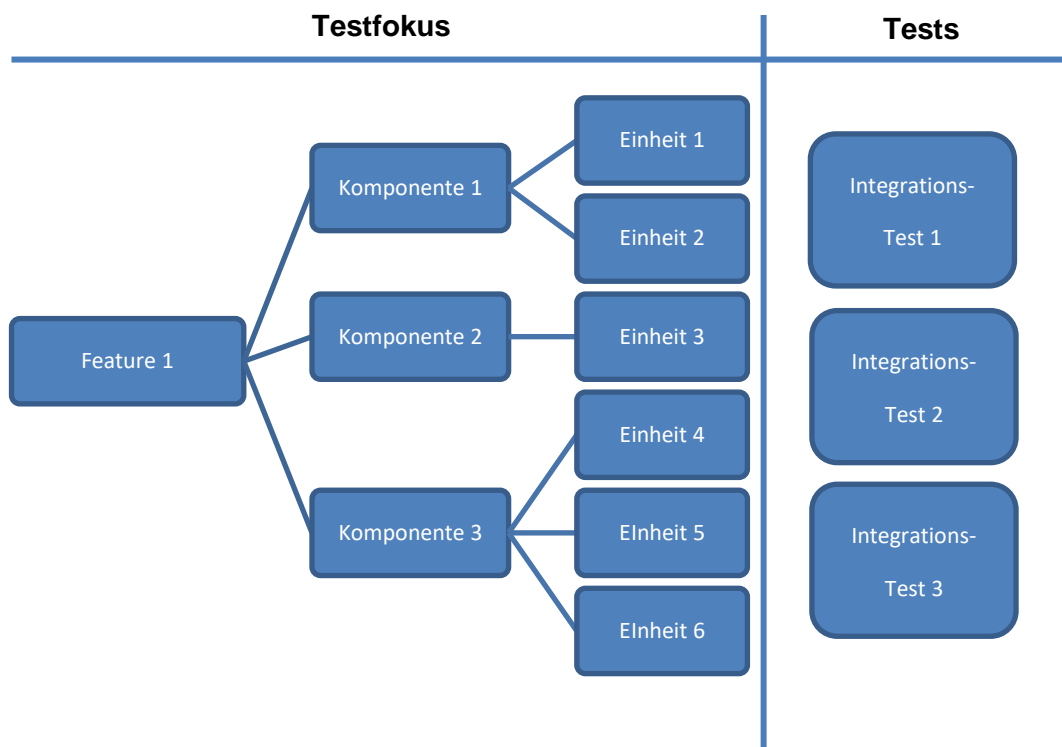 Testfokus
Tests
Feature 1
Komponente 1
Komponente 2
Komponente 3
Einheit 1
Einheit 2
Einheit 3
Einheit 4
EInheit 5
EInheit 6
Integrations-
Test 1
Integrations-
Test 2
Integrations-
Test 3